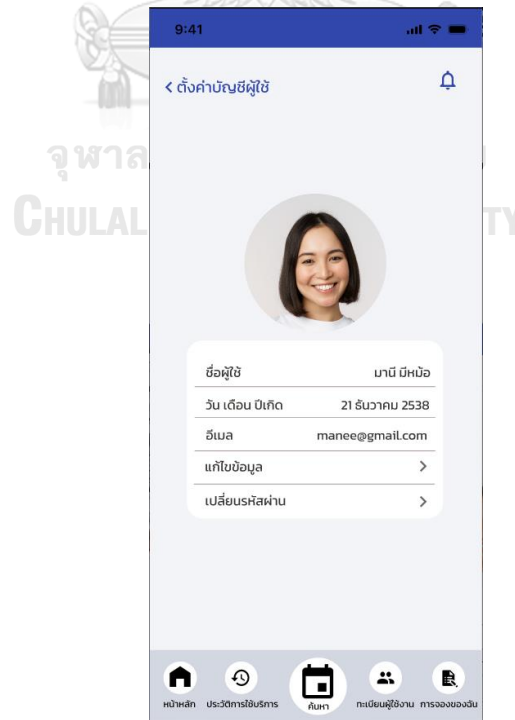 9:41
ตั้งค่าบัญชีผู้ใช้
จุฬาล
CHULAL TY
ชื่อผู้ใช้ มานี มีหม้อ
วัน เดือน ปีเกิด 21 ธันวาคม 2538
อีเมล manee@gmail.com
แก้ไขข้อมูล >
เปลี่ยนรหัสผ่าน >
หน้าหลัก ประวัติการใช้บริการ ค้นหา ทะเบียนผู้ใช้งาน การจองของฉัน